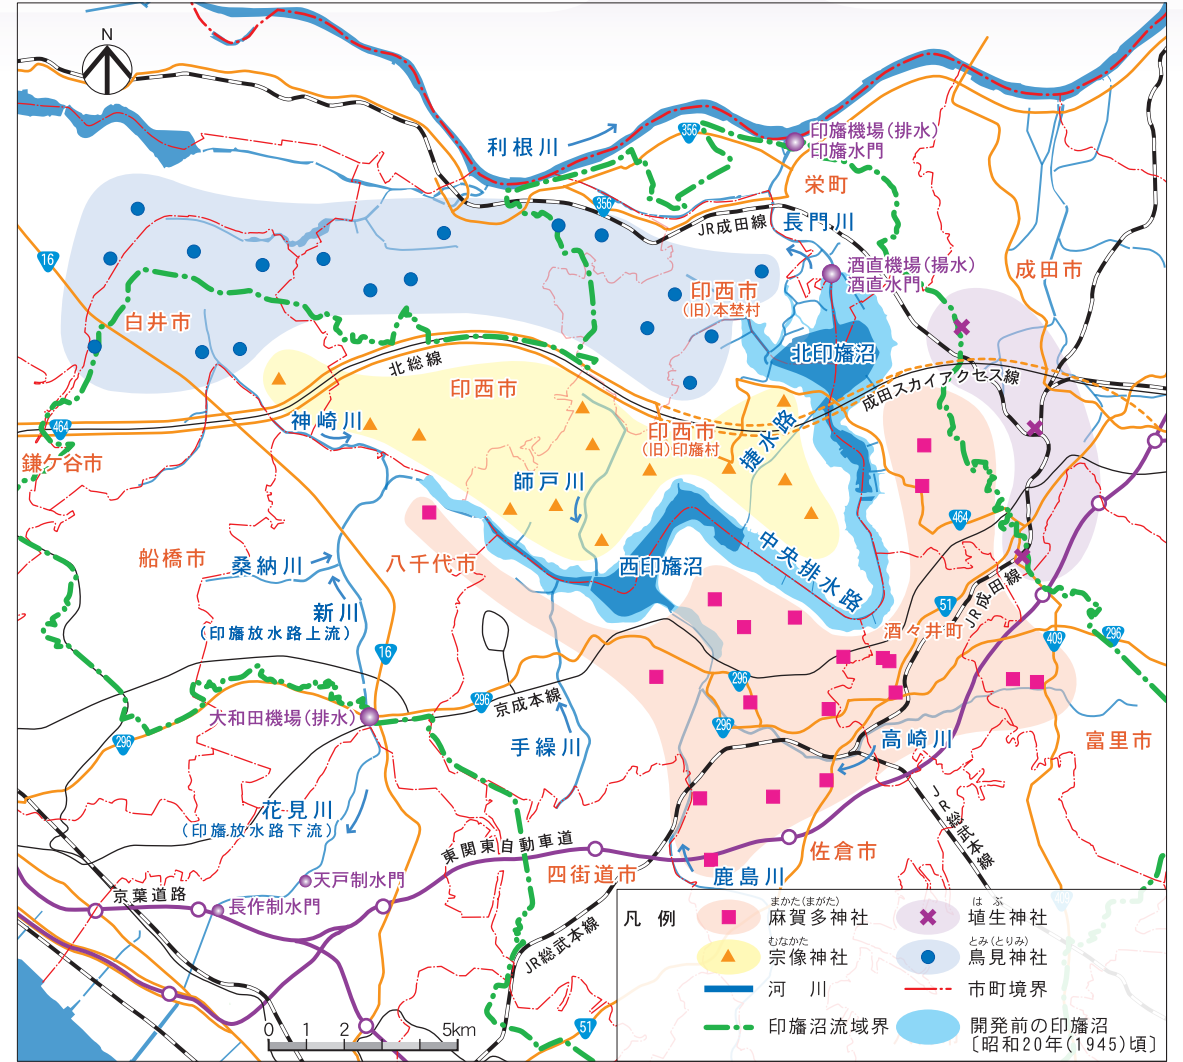 N
利根川
356
印旛機場(排水)
印旛水門
栄町
356
JR成田線
長門川
16
酒直機場(揚水)
酒直水門
成田市
印西市
(旧)本埜村
白井市
北印旛沼
北総線
成田スカイアクセス線
印西市
464
神崎川
印西市
(旧)印旛村
捷水路
鎌ケ谷市
師戸川
464
船橋市
桑納川
八千代市
西印旛沼
中央排水路
新川
(印旛放水路上流)
51
JR成田線
酒々井町
409
296
16
296
296
京成本線
大和田機場(排水)
296
296
手繰川
高崎川
富里市
花見川
(印旛放水路下流)
JR総武本線
東関東自動車道
佐倉市
四街道市
鹿島川
天戸制水門
京葉道路
長作制水門
JR総武本線
51
0 1 2 5km
凡 例
まかた(まがた)
麻賀多神社
はぶ
埴生神社
むなかた
宗像神社
とみ(とりみ)
鳥見神社
河 川
市町境界
印旛沼流域界
開発前の印旛沼
〔昭和20年(1945)頃〕